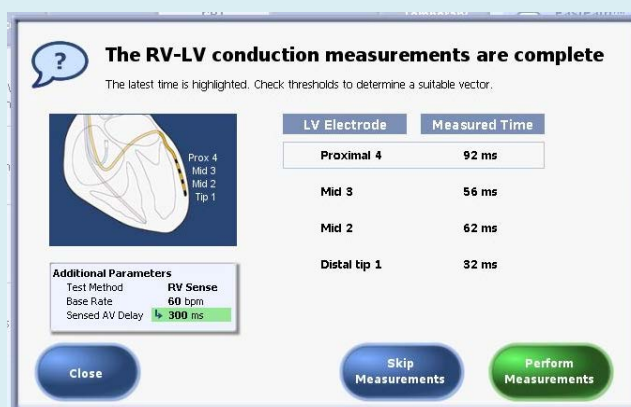 ?
The RV-LV conduction measurements are complete
The latest time is highlighted. Check thresholds to determine a suitable vector.
Prox 4
Mid 3
Mid 2
Tip 1
LV Electrode Measured Time
Proximal 4 92 ms
Mid 3 56 ms
Mid 2 62 ms
Distal tip 1 32 ms
Additional Parameters
Test Method RV Sense
Base Rate 60 bpm
Sensed AV Delay 300 ms
Close
Skip
Measurements
Perform
Measurements